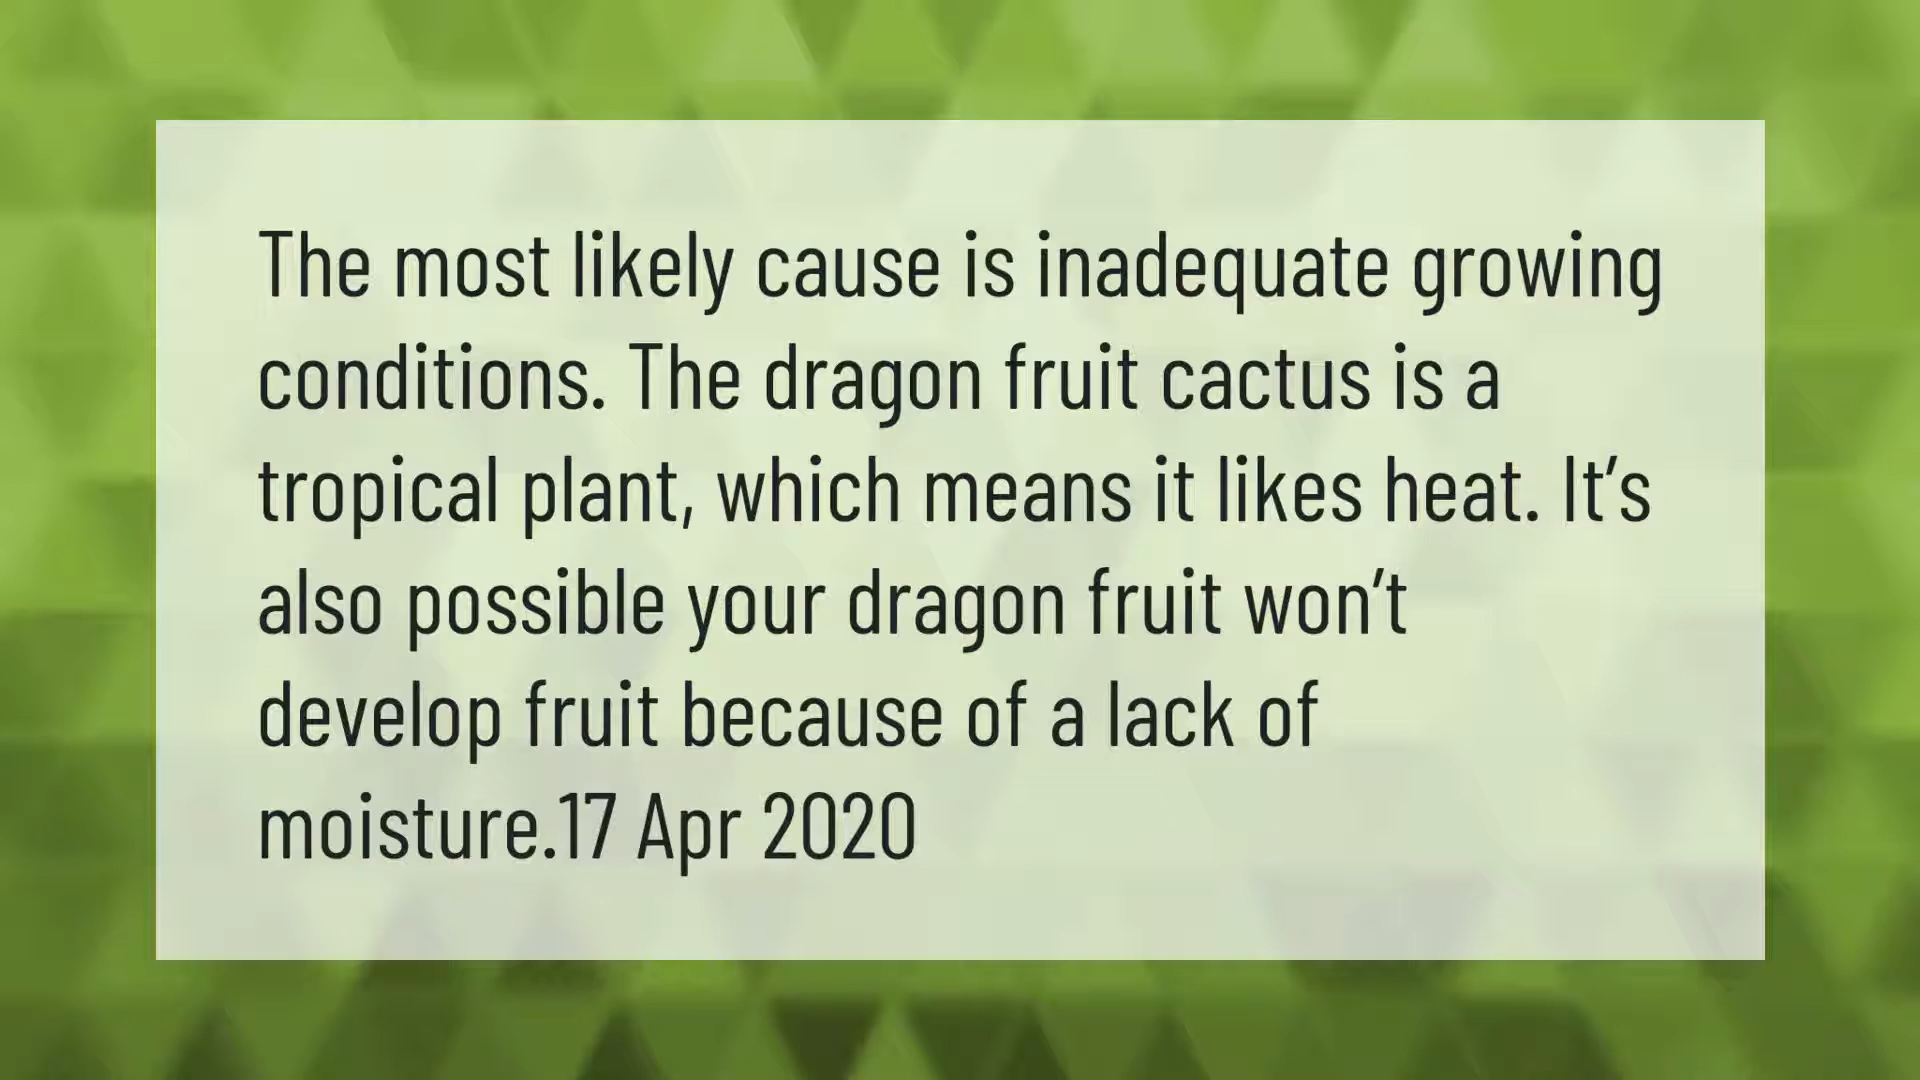 The most likely cause is inadequate growing
conditions. The dragon fruit cactus is a
tropical plant, which means it likes heat. It’s
also possible your dragon fruit won’t
develop fruit because of a lack of
moisture.17 Apr 2020